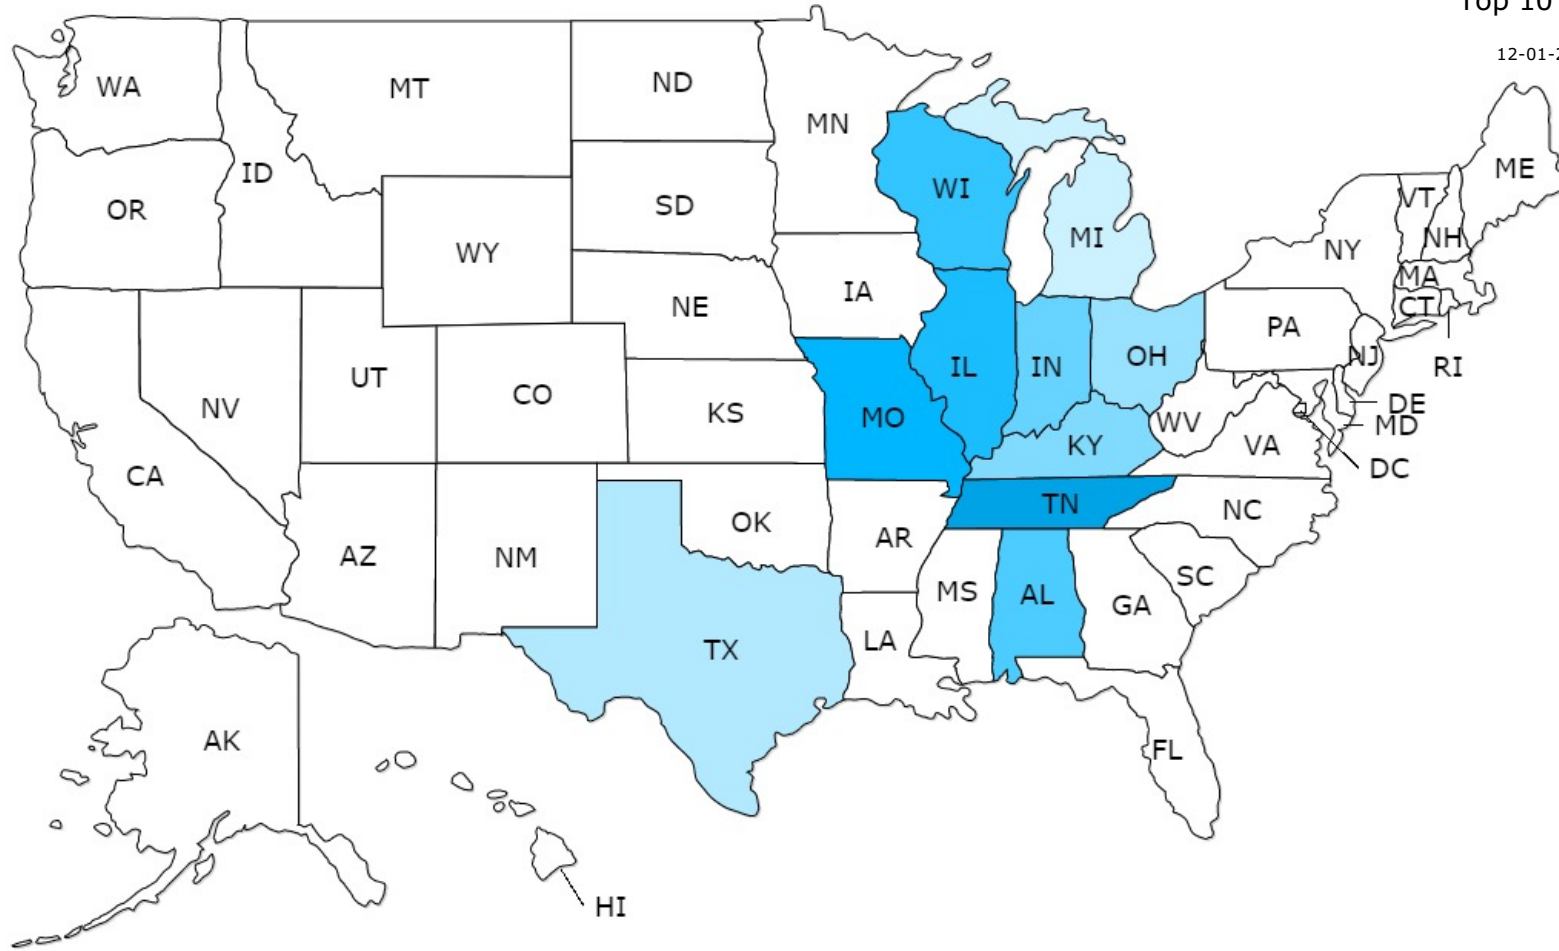 Top 10
12-01-2
WA
MT
ND
MN
ME
ID
OR
SD
WI
VT
NH
NY
MI
WY
MA
IA
NE
CT
PA
NJ
OH
IL
IN
RI
UT
CO
NV
KS
MO
DE
MD
WV
KY
VA
DC
CA
TN
NC
OK
AR
AZ
NM
SC
MS
AL
GA
LA
TX
AK
FL
HI